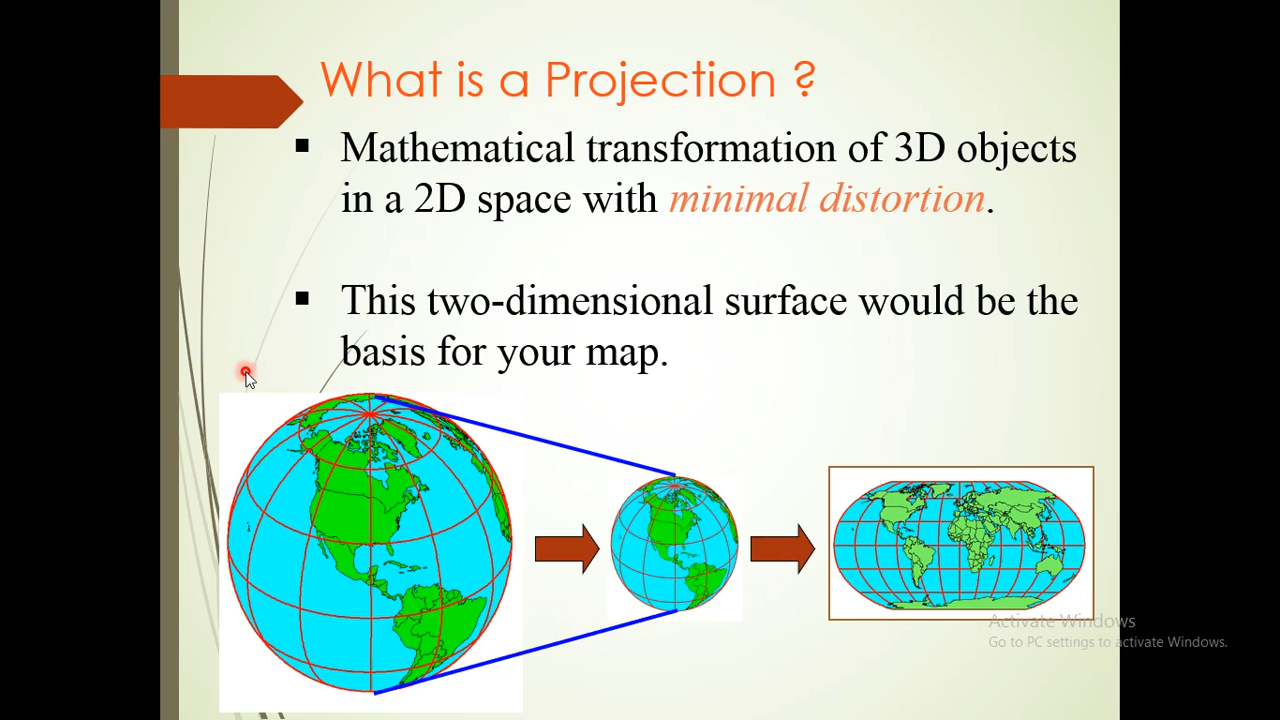 What is a Projection ?
▪ Mathematical transformation of 3D objects
in a 2D space with minimal distortion.
▪ This two-dimensional surface would be the
basis for your map.
Activate Windows
Go to PC settings to activate Windows.